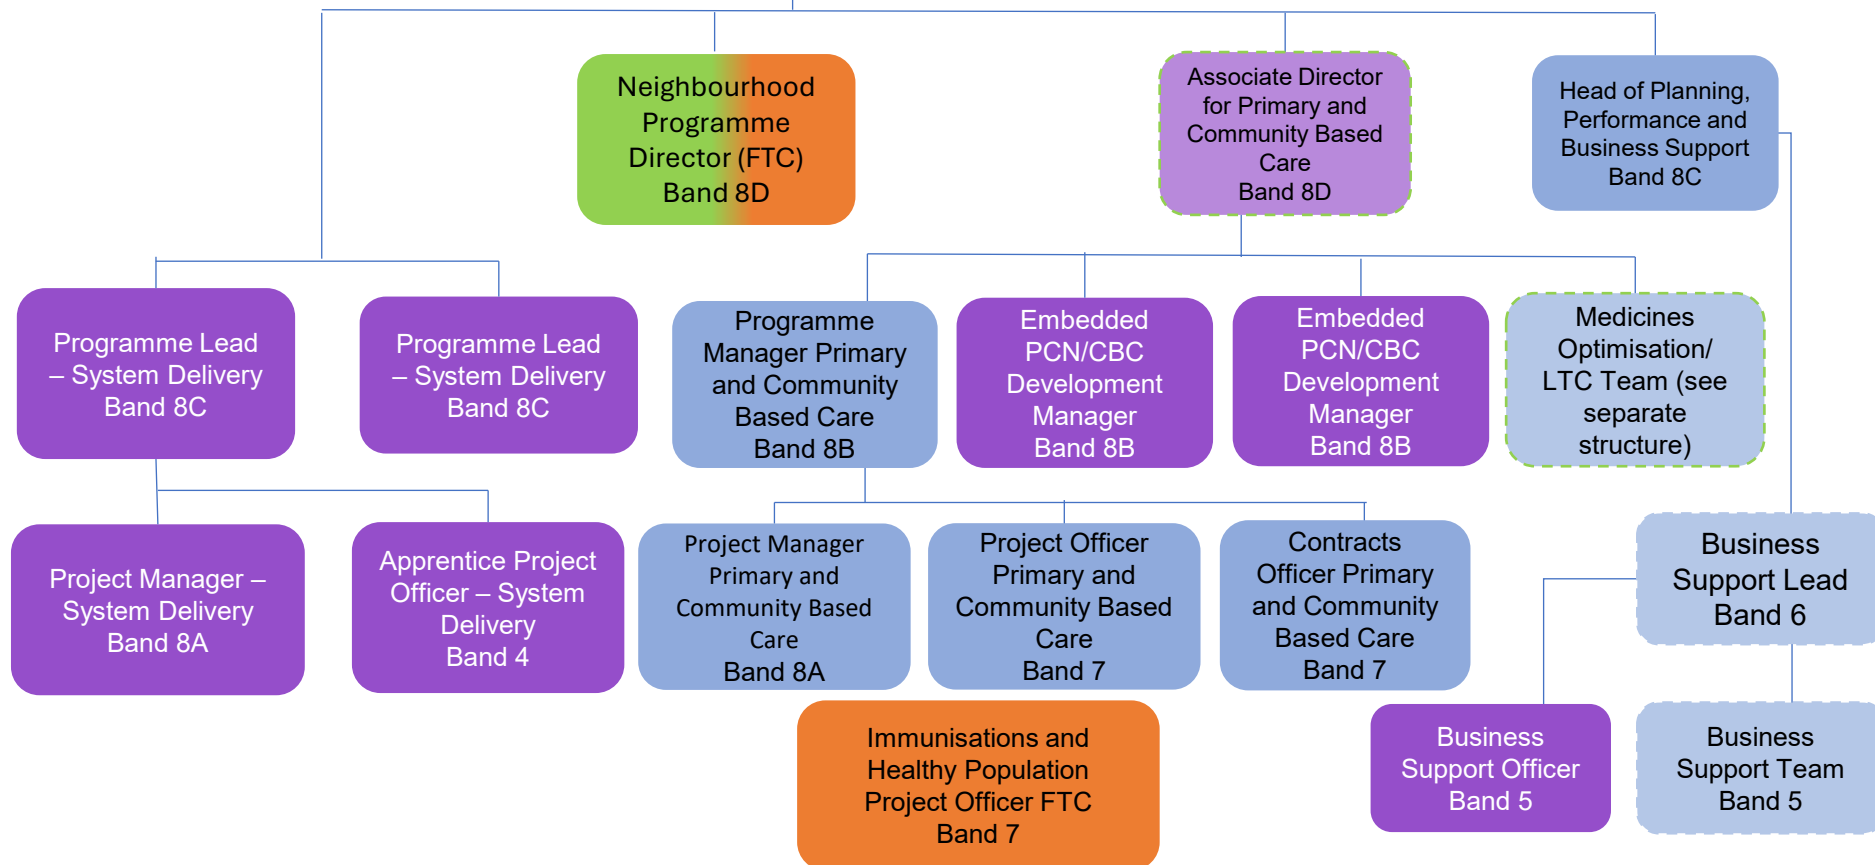 Neighbourhood
Programme
Director (FTC)
Band 8D
Associate Director
for Primary and
Community Based
Care
Band 8D
Head of Planning,
Performance and
Business Support
Band 8C
Programme Lead
– System Delivery
Band 8C
Programme Lead
– System Delivery
Band 8C
Programme
Manager Primary
and Community
Based Care
Band 8B
Embedded
PCN/CBC
Development
Manager
Band 8B
Embedded
PCN/CBC
Development
Manager
Band 8B
Medicines
Optimisation/
LTC Team (see
separate
structure)
Project Manager –
System Delivery
Band 8A
Apprentice Project
Officer – System
Delivery
Band 4
Project Manager
Primary and
Community Based
Care
Band 8A
Project Officer
Primary and
Community Based
Care
Band 7
Contracts
Officer Primary
and Community
Based Care
Band 7
Business
Support Lead
Band 6
Immunisations and
Healthy Population
Project Officer FTC
Band 7
Business
Support Officer
Band 5
Business
Support Team
Band 5